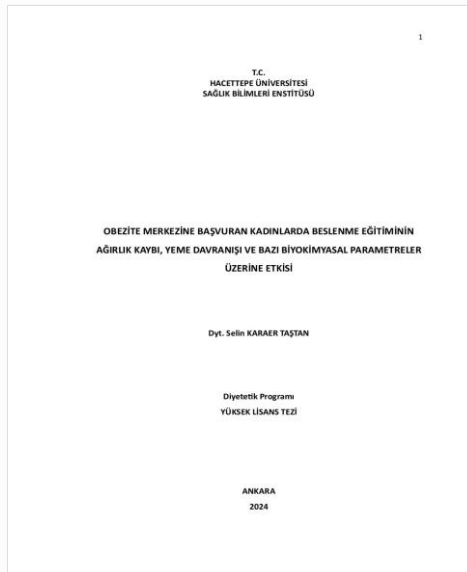 1
T.C.
HACETTEPE ÜNİVERSİTESİ
SAĞLIK BİLİMLERİ ENSTİTÜSÜ
OBEZİTE MERKEZİNE BAŞVURAN KADINLARDA BESLENME EĞİTİMİNİN
AĞIRLIK KAYBI, YEME DAVRANIŞI VE BAZI BİYOKİMYASAL PARAMETRELER
ÜZERİNE ETKİSİ
Dyt. Selin KARAER TAŞTAN
Diyetetik Programı
YÜKSEK LİSANS TEZİ
ANKARA
2024